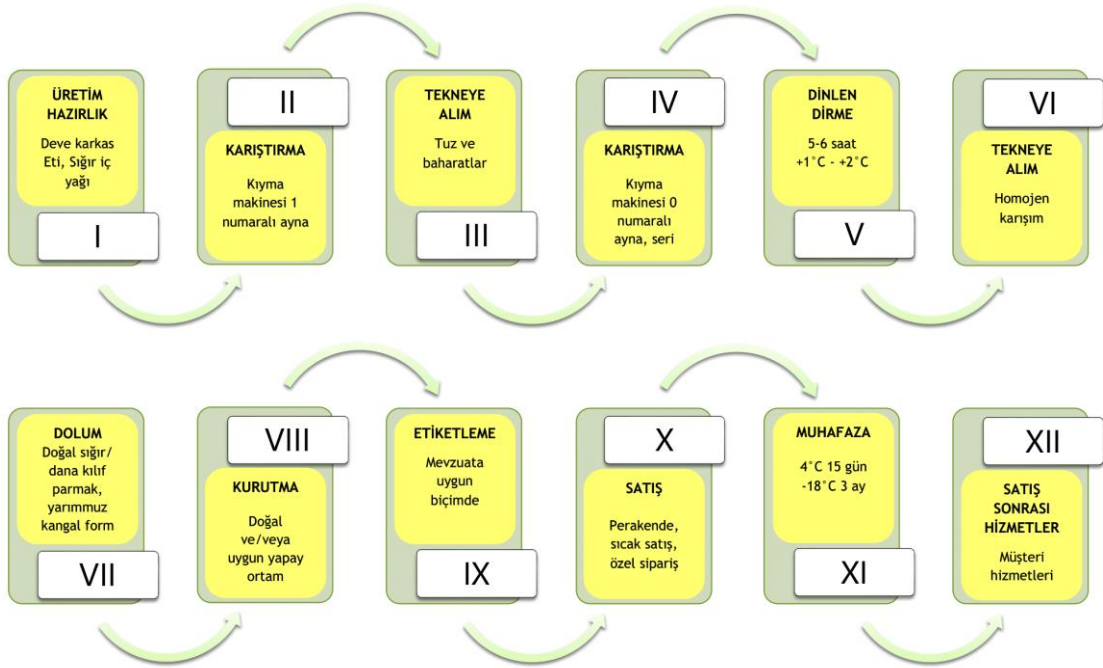 ÜRETİM
HAZIRLIK
Deve karkas
Eti, Sığır iç
yağı
I
II
KARIŞTIRMA
Kıyma
makinesi 1
numaralı ayna
TEKNEYE
ALIM
Tuz ve
baharatlar
III
IV
KARIŞTIRMA
Kıyma
makinesi 0
numaralı
ayna, seri
DİNLEN
DİRME
5-6 saat
+1˚C - +2˚C
V
VI
TEKNEYE
ALIM
Homojen
karışım
DOLUM
Doğal sığır/
dana kılıf
parmak,
yarımmuz
kangal form
VII
VIII
KURUTMA
Doğal
ve/veya
uygun yapay
ortam
ETİKETLEME
Mevzuata
uygun
biçimde
IX
X
SATIŞ
Perakende,
sıcak satış,
özel sipariş
MUHAFAZA
4˚C 15 gün
-18˚C 3 ay
XI
XII
SATIŞ
SONRASI
HİZMETLER
Müşteri
hizmetleri